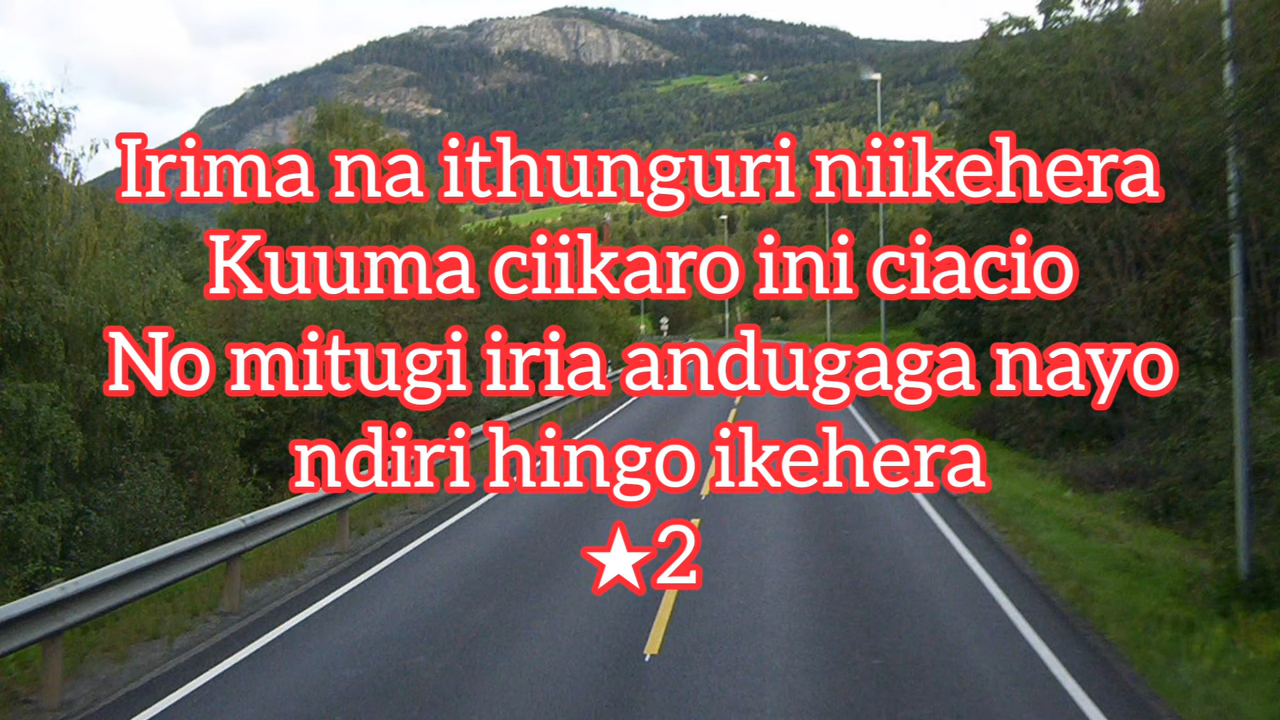 Irima na ithunguri niikehera
Kuuma ciikaro ini ciacio
No mitugi iria andugaga nayo
ndiri hingo ikehera
★2